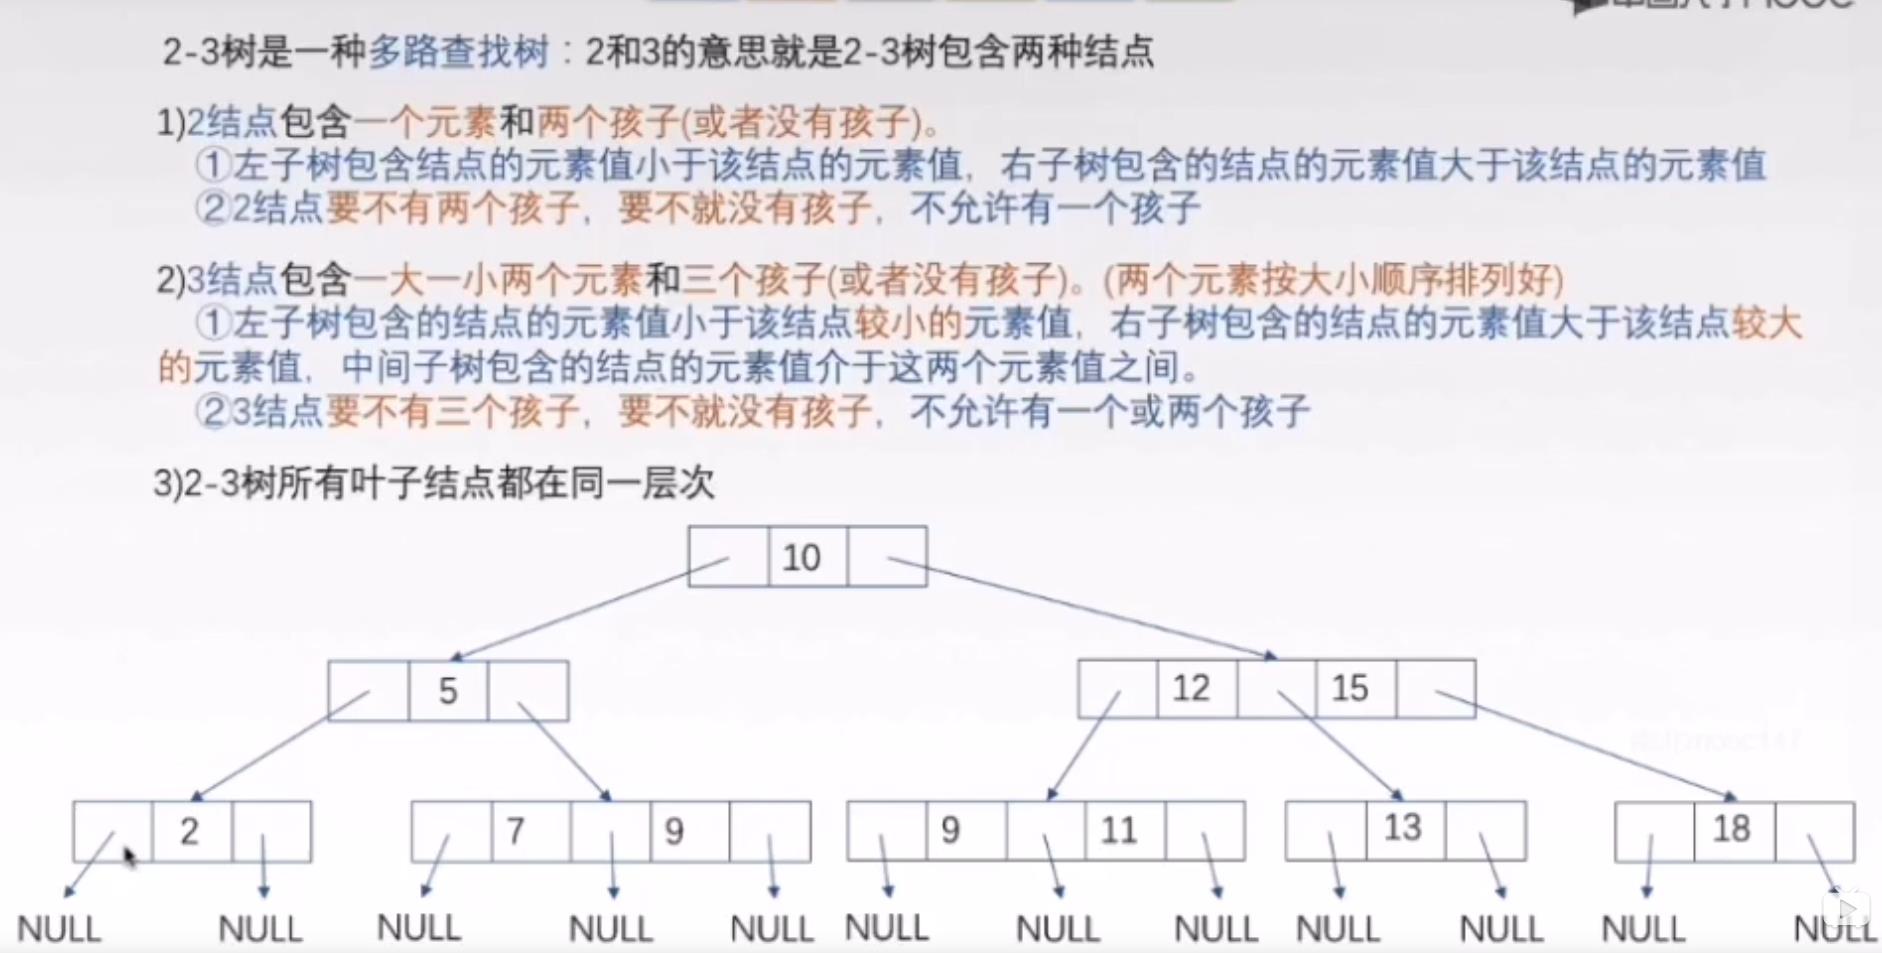 2-3树是一种多路查找树：2和3的意思就是2-3树包含两种结点
1)2结点包含一个元素和两个孩子(或者没有孩子)。
①左子树包含结点的元素值小于该结点的元素值，右子树包含的结点的元素值大于该结点的元素值
②2结点要不有两个孩子，要不就没有孩子，不允许有一个孩子
2)3结点包含一大一小两个元素和三个孩子(或者没有孩子)。(两个元素按大小顺序排列好)
①左子树包含的结点的元素值小于该结点较小的元素值，右子树包含的结点的元素值大于该结点较大
的元素值，中间子树包含的结点的元素值介于这两个元素值之间。
②3结点要不有三个孩子，要不就没有孩子，不允许有一个或两个孩子
3)2-3树所有叶子结点都在同一层次
10
5 12 15
2 7 9 9 11 13 18
NULL NULL NULL NULL NULL NULL NULL NULL NULL NULL NULL NULL